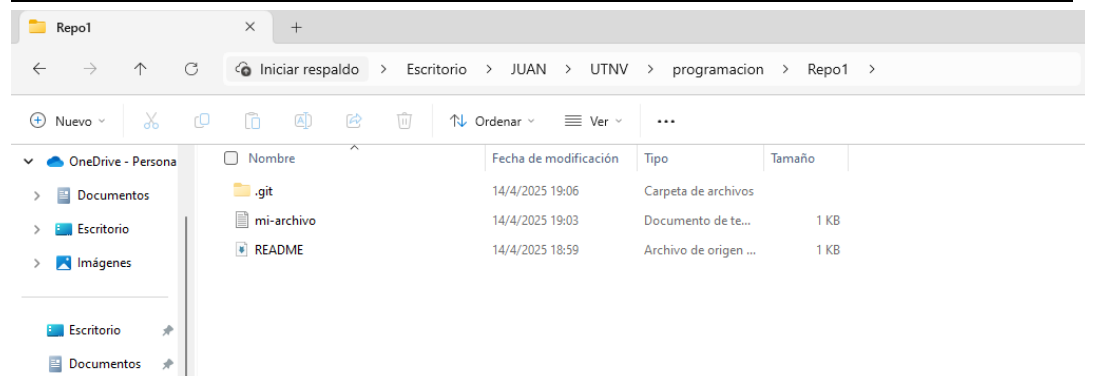 Repo1
Iniciar respaldo > Escritorio > JUAN > UTNV > programacion > Repo1 >
Nuevo Ordenar Ver ...
OneDrive - Persona
Documentos
Escritorio
Imágenes
Escritorio
Documentos
Nombre Fecha de modificación Tipo Tamaño
.git 14/4/2025 19:06 Carpeta de archivos
mi-archivo 14/4/2025 19:03 Documento de te... 1 KB
README 14/4/2025 18:59 Archivo de origen ... 1 KB